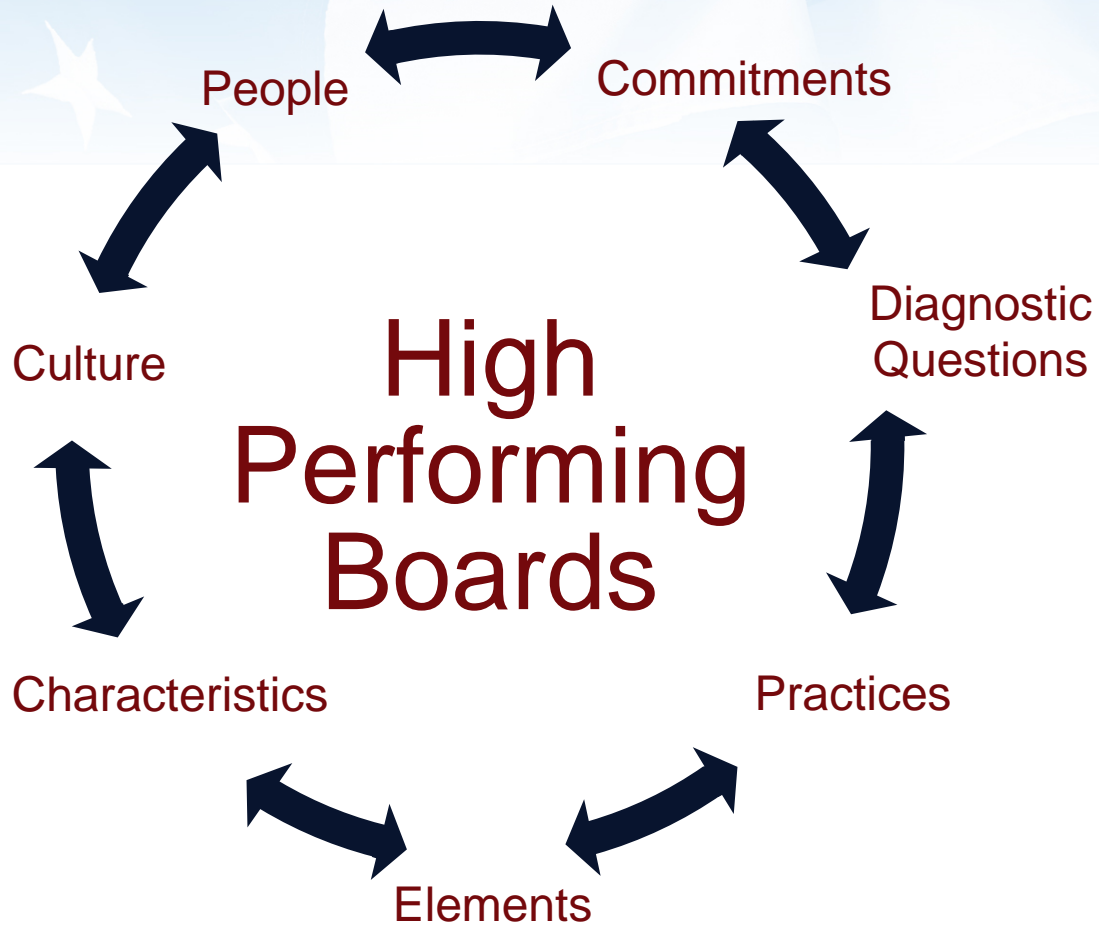 People
Commitments
Diagnostic
Questions
Culture
High
Performing
Boards
Characteristics
Practices
Elements